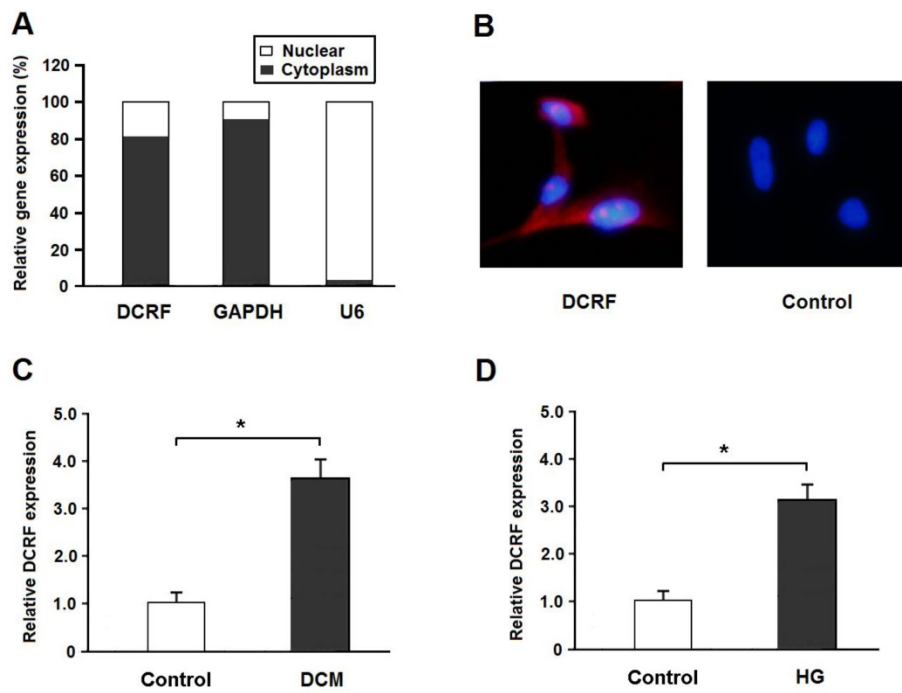 A
Nuclear
Cytoplasm
Relative gene expression (%)
120
100
80
60
40
20
0
DCRF
GAPDH
U6
B
DCRF
Control
C
Relative DCRF expression
5.0
4.0
3.0
2.0
1.0
0
*
Control
DCM
D
Relative DCRF expression
5.0
4.0
3.0
2.0
1.0
0
*
Control
HG